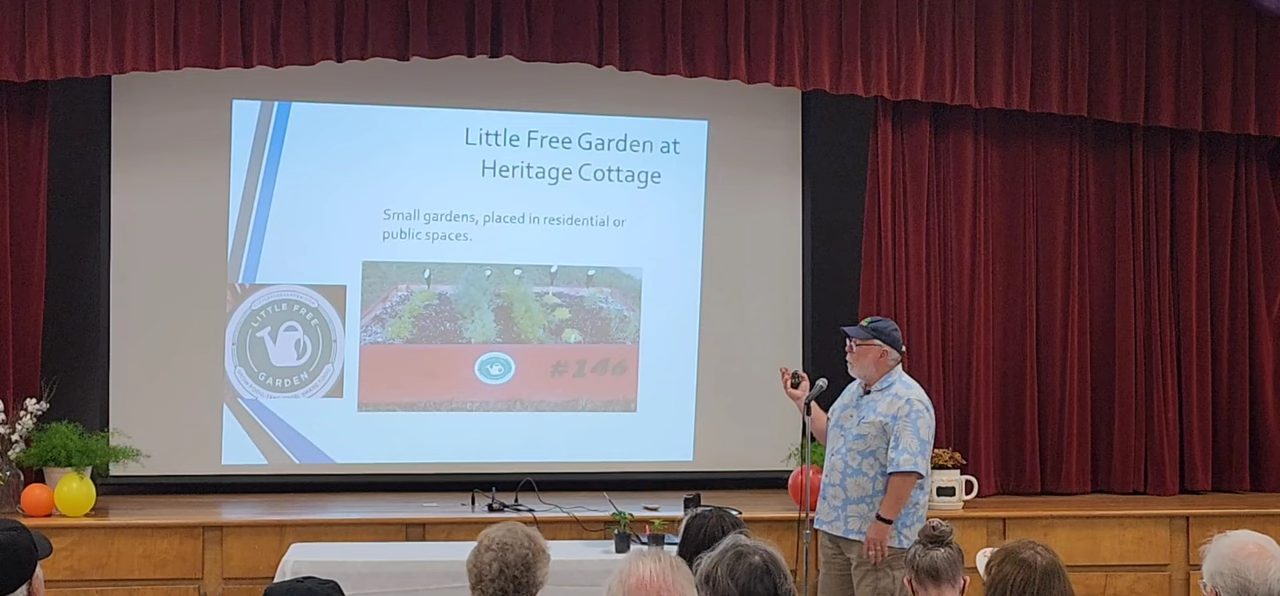 Little Free Garden at
Heritage Cottage
Small gardens, placed in residential or
public spaces.
LITTLE FREE
GARDEN
#146